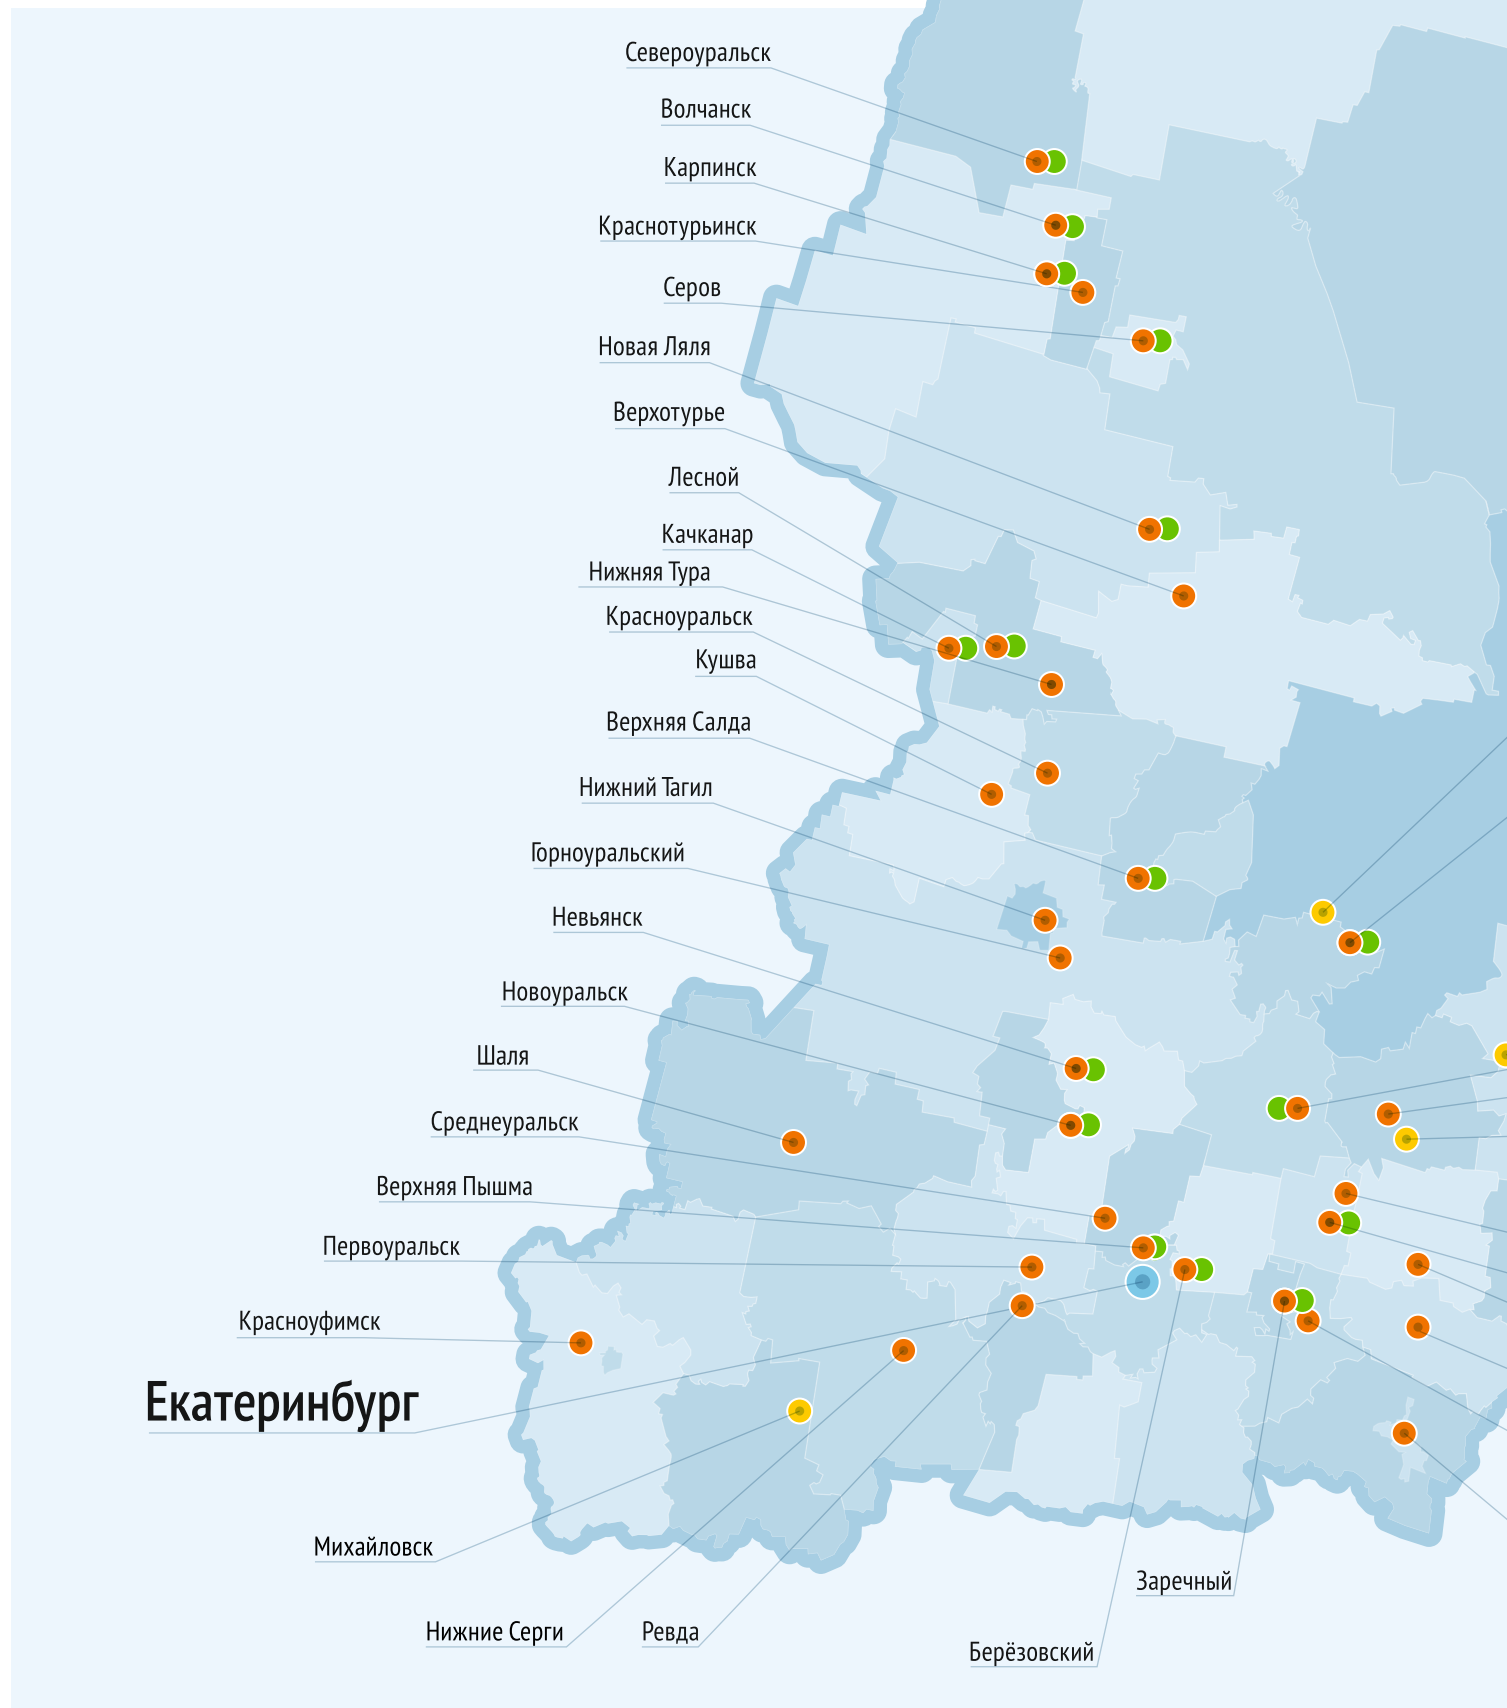 Североуральск
Волчанск
Карпинск
Краснотурьинск
Серов
Новая Ляля
Верхотурье
Лесной
Качканар
Нижняя Тура
Красноуральск
Кушва
Верхняя Салда
Нижний Тагил
Горноуральский
Невьянск
Новоуральск
Шаля
Среднеуральск
Верхняя Пышма
Первоуральск
Красноуфимск
Екатеринбург
Михайловск
Заречный
Нижние Серги
Ревда
Берёзовский